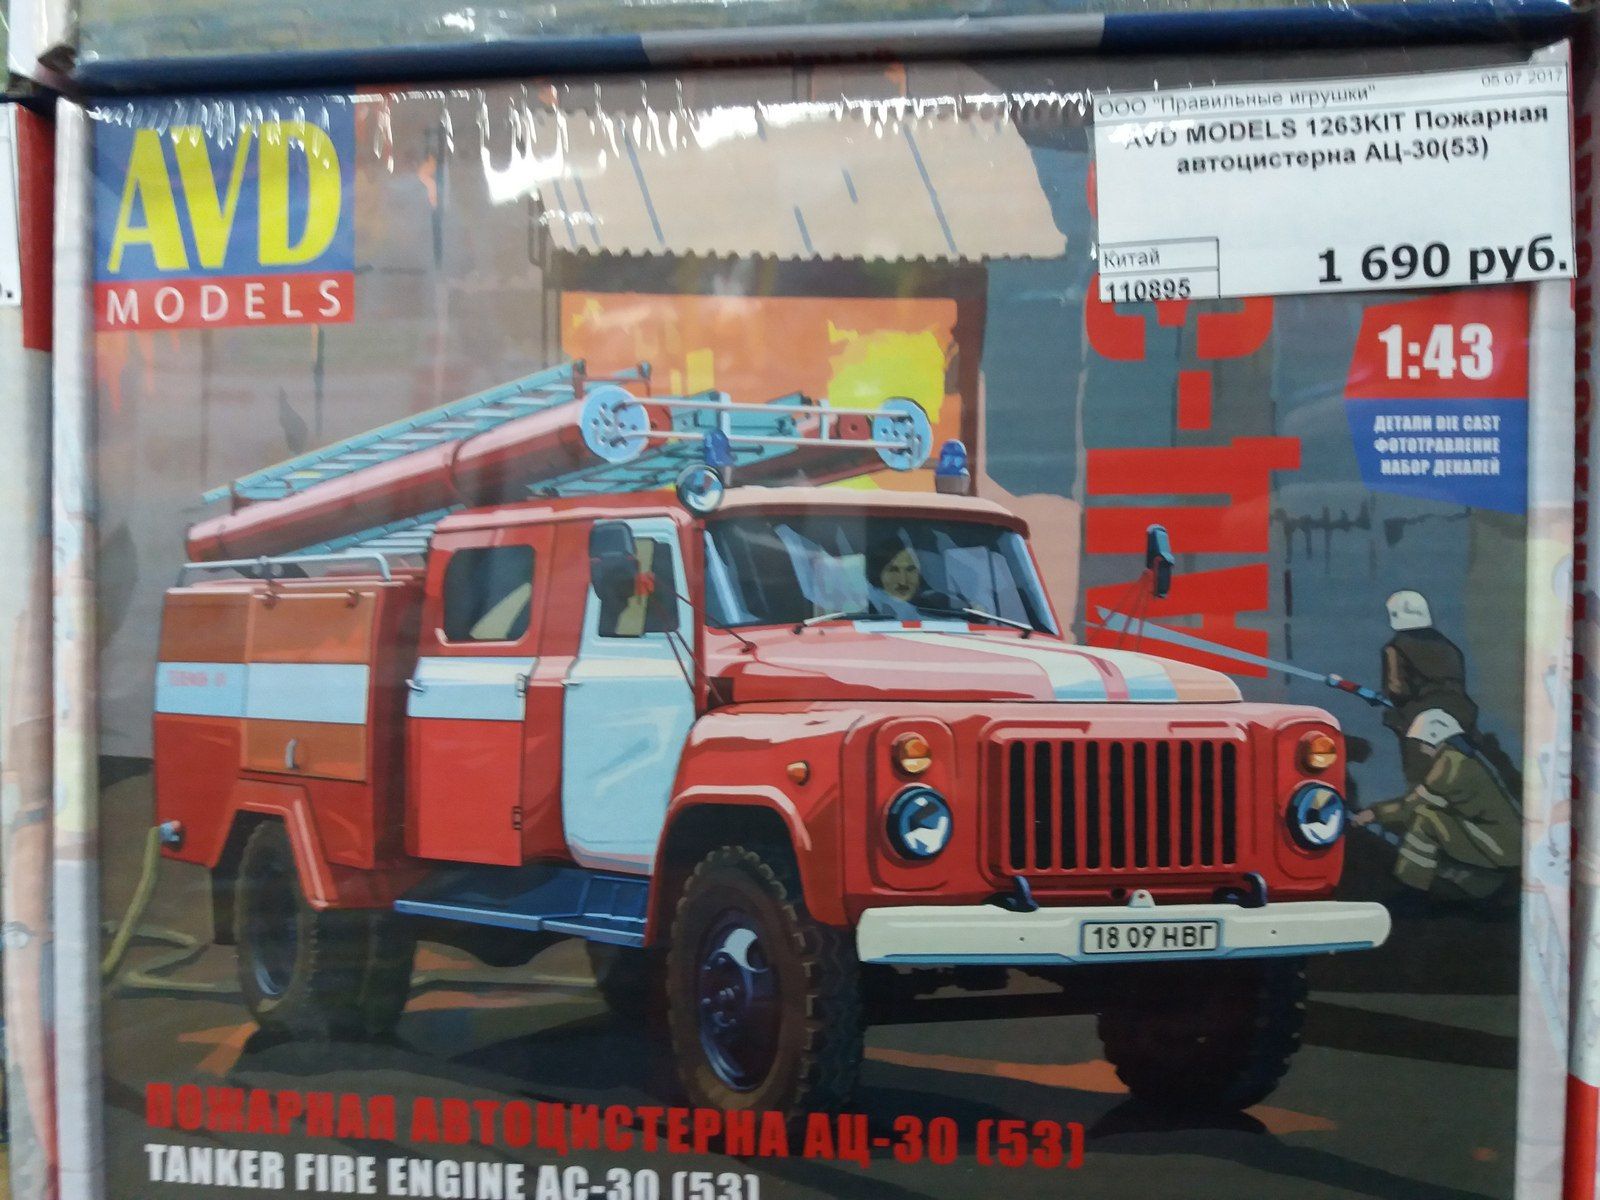 AVD
MODELS
ООО "Правильные игрушки"
05.07.2017
AVD MODELS 1263KIT Пожарная
автоцистерна АЦ-30(53)
Китай
110895
1 690 руб.
1:43
ДЕТАЛИ DIE CAST
ФОТОТРАВЛЕНИЕ
НАБОР ДЕКАЛЕЙ
АЦ-3
18 09 НВГ
ПОЖАРНАЯ АВТОЦИСТЕРНА АЦ-30 (53)
TANKER FIRE ENGINE AC-30 (53)